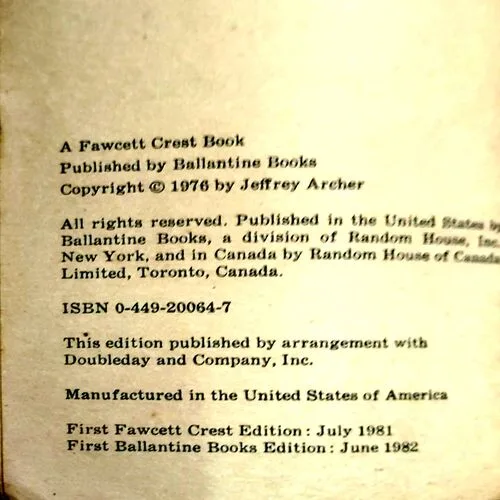 A Fawcett Crest Book
Published by Ballantine Books
Copyright © 1976 by Jeffrey Archer
All rights reserved. Published in the United States by
Ballantine Books, a division of Random House, Inc.
New York, and in Canada by Random House of Canada
Limited, Toronto, Canada.
ISBN 0-449-20064-7
This edition published by arrangement with
Doubleday and Company, Inc.
Manufactured in the United States of America
First Fawcett Crest Edition: July 1981
First Ballantine Books Edition: June 1982